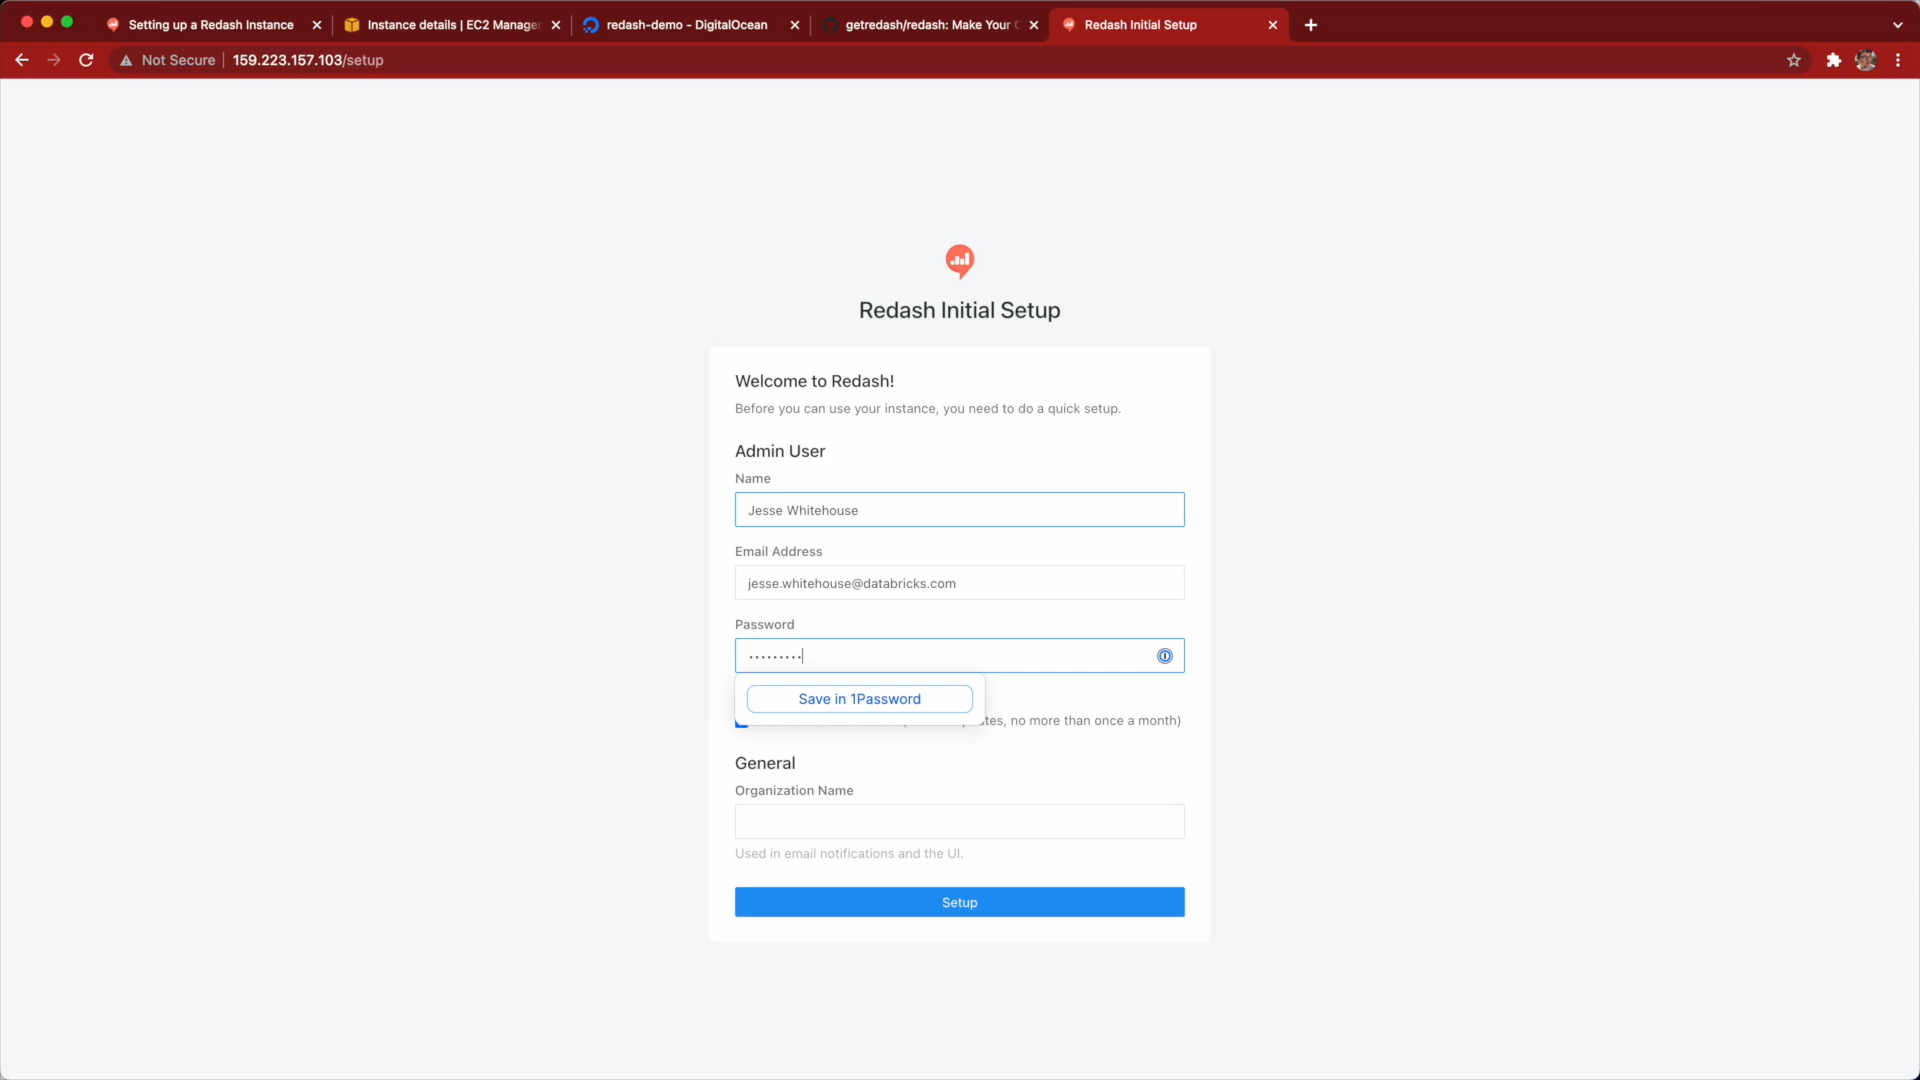 Setting up a Redash Instance
Instance details | EC2 Manage
redash-demo - DigitalOcean
getredash/redash: Make Your
Redash Initial Setup
Not Secure
159.223.157.103/setup
Redash Initial Setup
Welcome to Redash!
Before you can use your instance, you need to do a quick setup.
Admin User
Name
Jesse Whitehouse
Email Address
jesse.whitehouse@databricks.com
Password
Save in 1Password
no more than once a month)
General
Organization Name
Used in email notifications and the UI.
Setup